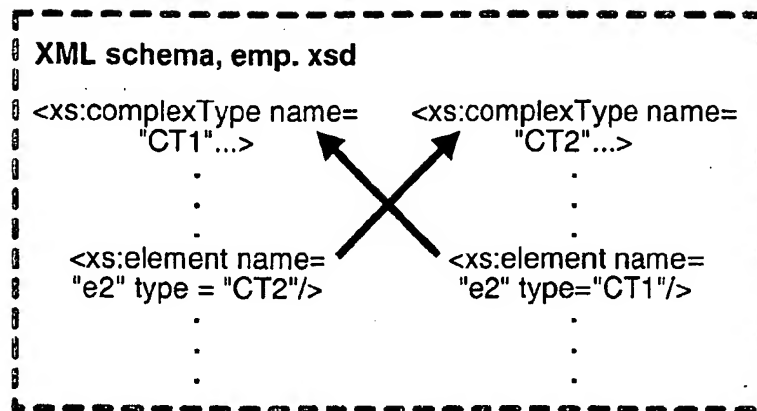 XML schema, emp. xsd
<xs:complexType name=
"CT1"...>
<xs:complexType name=
"CT2"...>
<xs:element name=
"e2" type = "CT2"/>
<xs:element name=
"e2" type="CT1"/>